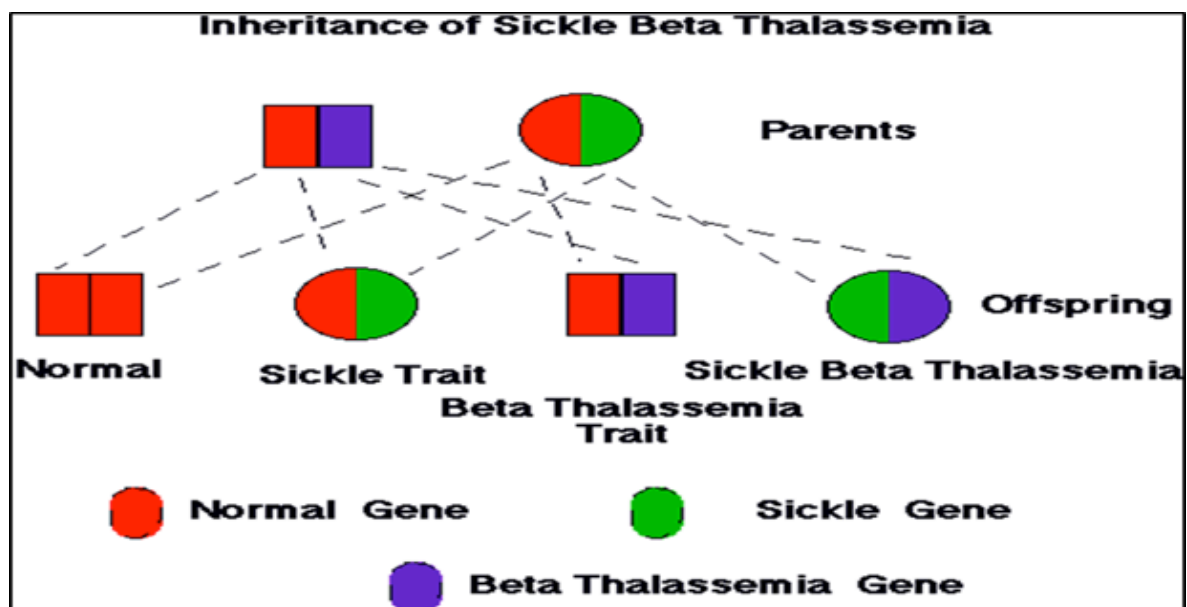 Inheritance of Sickle Beta Thalassemia
Parents
Offspring
Normal
Sickle Trait
Beta Thalassemia
Trait
Sickle Beta Thalassemia
Normal Gene
Sickle Gene
Beta Thalassemia Gene